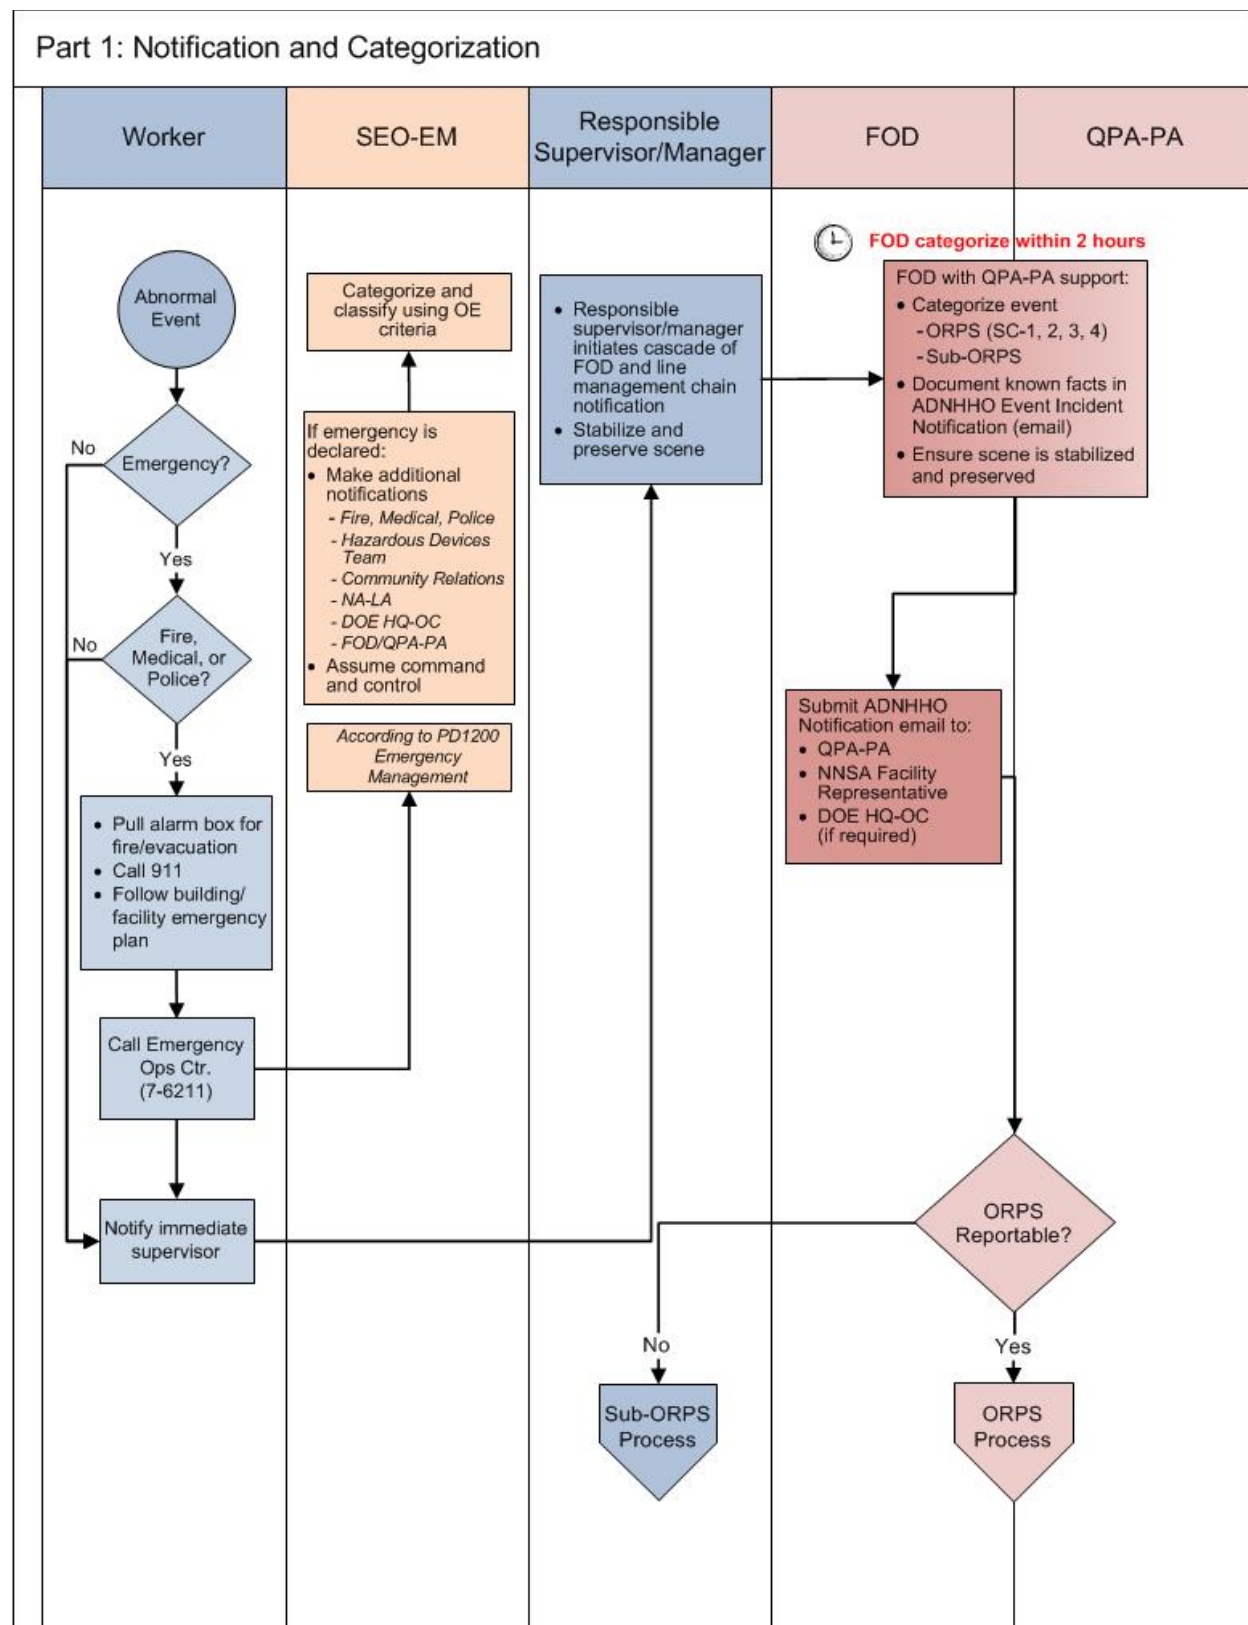 Part 1: Notification and Categorization
Worker
SEO-EM
Responsible
Supervisor/Manager
FOD
QPA-PA
Abnormal
Event
Emergency?
No
Yes
Fire,
Medical, or
Police?
No
Yes
• Pull alarm box for
fire/evacuation
• Call 911
• Follow building/
facility emergency
plan
Call Emergency
Ops Ctr.
(7-6211)
Notify immediate
supervisor
Categorize and
classify using OE
criteria
If emergency is
declared:
• Make additional
notifications
- Fire, Medical, Police
- Hazardous Devices
Team
- Community Relations
- NA-LA
- DOE HQ-OC
- FOD/QPA-PA
• Assume command
and control
According to PD1200
Emergency
Management
• Responsible
supervisor/manager
initiates cascade of
FOD and line
management chain
notification
• Stabilize and
preserve scene
FOD categorize within 2 hours
FOD with QPA-PA support:
• Categorize event
- ORPS (SC-1, 2, 3, 4)
- Sub-ORPS
• Document known facts in
ADNHHO Event Incident
Notification (email)
• Ensure scene is stabilized
and preserved
Submit ADNHHO
Notification email to:
• QPA-PA
• NNSA Facility
Representative
• DOE HQ-OC
(if required)
ORPS
Reportable?
No
Yes
Sub-ORPS
Process
ORPS
Process